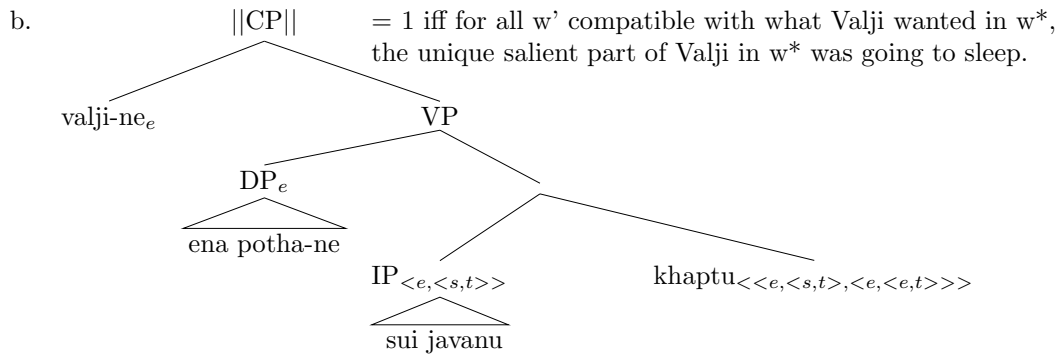 b. ||CP|| = 1 iff for all w’ compatible with what Valji wanted in w*,
the unique salient part of Valji in w* was going to sleep.
valji-ne_e VP
DP_e
ena potha-ne
IP_<e,<s,t>> khaptu_<<e,<s,t>,<e,<e,t>>>
sui javanu